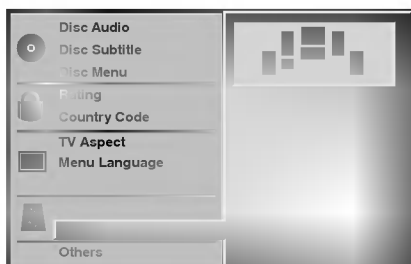 Disc Audio
Disc Subtitle
Disc Menu
Rating
Country Code
TV Aspect
Menu Language
Others